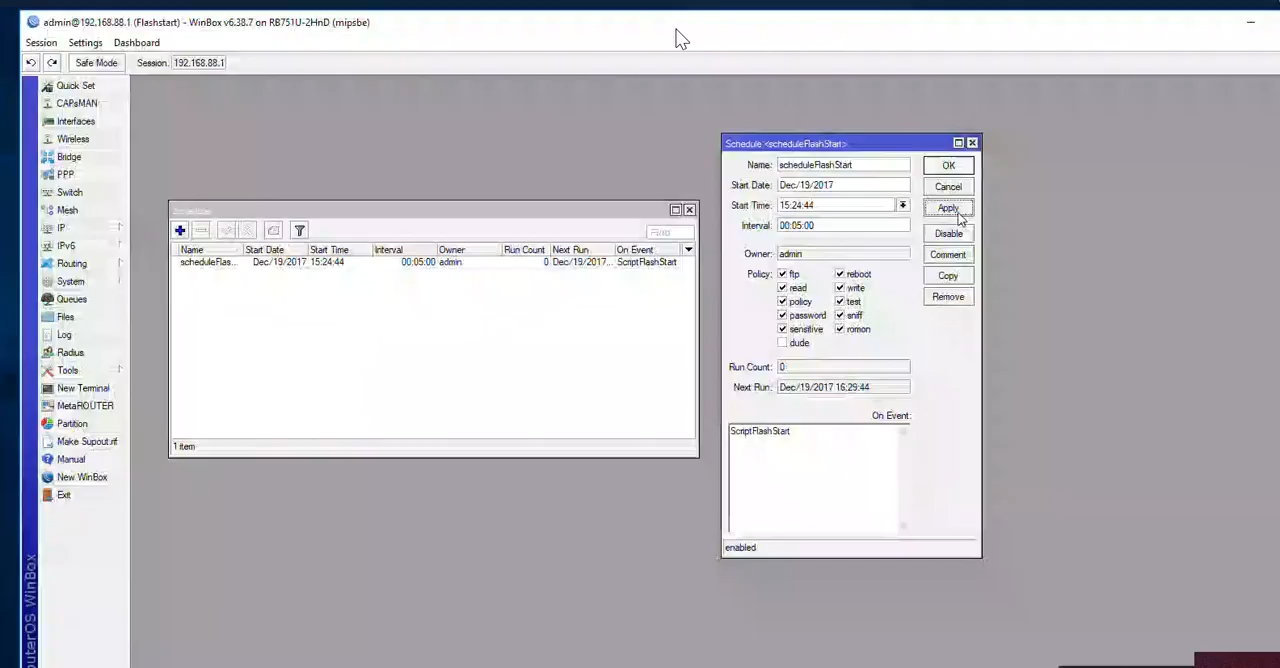 admin@192.168.88.1 (Flashstart) - WinBox v6.38.7 on RB751U-2HnD (mipsbe)
Session Settings Dashboard
Safe Mode Session: 192.168.88.1
Quick Set
CAPsMAN
Interfaces
Wireless
Bridge
PPP
Switch
Mesh
IP
IPv6
Routing
System
Queues
Files
Log
Radius
Tools
New Terminal
MetaROUTER
Partition
Make Supout.rif
Manual
New WinBox
Exit
uterOS WinBox
Scheduler
Find
Name Start Date Start Time Interval Owner Run Count Next Run On Event
scheduleFlas... Dec/19/2017 15:24:44 00:05:00 admin 0 Dec/19/2017... ScriptFlashStart
1 item
Schedule <scheduleFlashStart>
Name: scheduleFlashStart
Start Date: Dec/19/2017
Start Time: 15:24:44
Interval: 00:05:00
Owner: admin
Policy: ftp reboot
read write
policy test
password sniff
sensitive romon
dude
Run Count: 0
Next Run: Dec/19/2017 16:29:44
On Event:
ScriptFlashStart
enabled
OK
Cancel
Apply
Disable
Comment
Copy
Remove